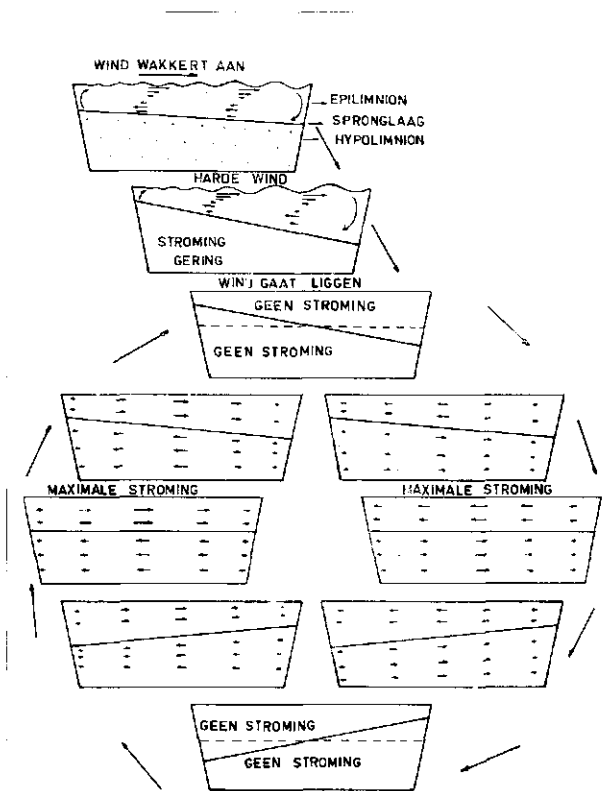 WIND WAKKERT AAN
EPILIMNION
SPRONGLAAG
HYPOLIMNION
HARDE WIND
STROMING
GERING
WIND GAAT LIGGEN
GEEN STROMING
GEEN STROMING
MAXIMALE STROMING
MAXIMALE STROMING
GEEN STROMING
GEEN STROMING